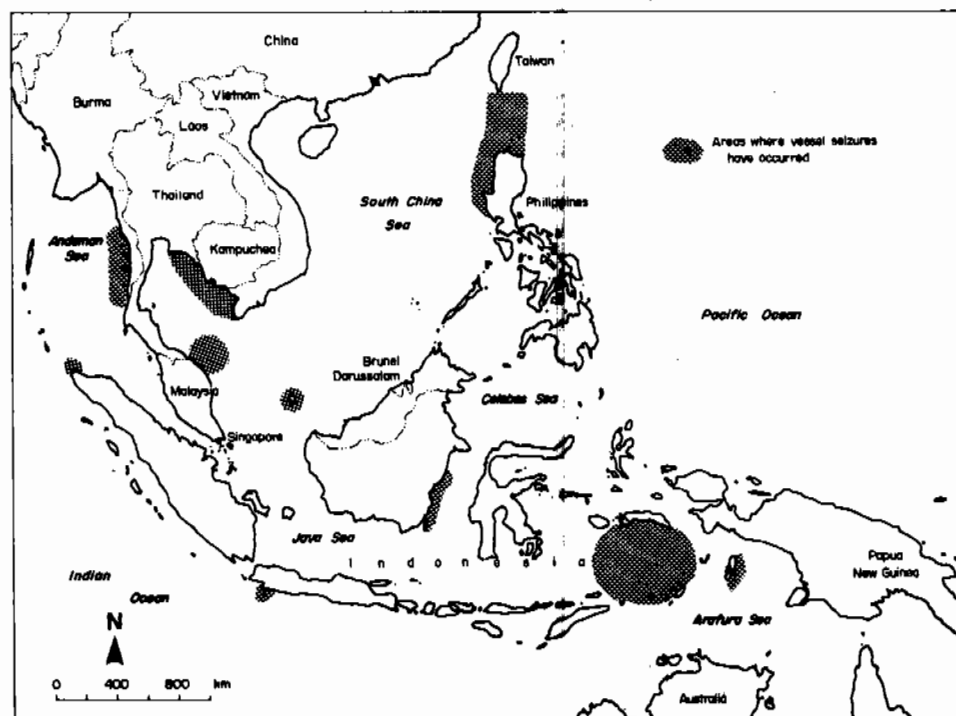 China
Taiwan
Burma
Vietnam
Laos
Areas where vessel seizures
have occurred
Thailand
South China
Sea
Philippines
Andaman
Sea
Kampuchea
Pacific Ocean
Brunei
Darussalam
Malaysia
Celebes Sea
Singapore
Java Sea
Indonesia
Papua
New Guinea
Indian
Ocean
Arafura Sea
N
0 400 800 km
Australia